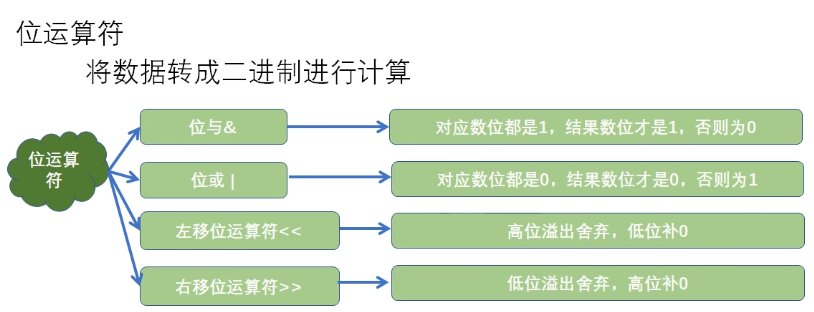 位运算符
将数据转成二进制进行计算
位运算
符
位与&
对应数位都是1，结果数位才是1，否则为0
位或 |
对应数位都是0，结果数位才是0，否则为1
左移位运算符<<
高位溢出舍弃，低位补0
右移位运算符>>
低位溢出舍弃，高位补0